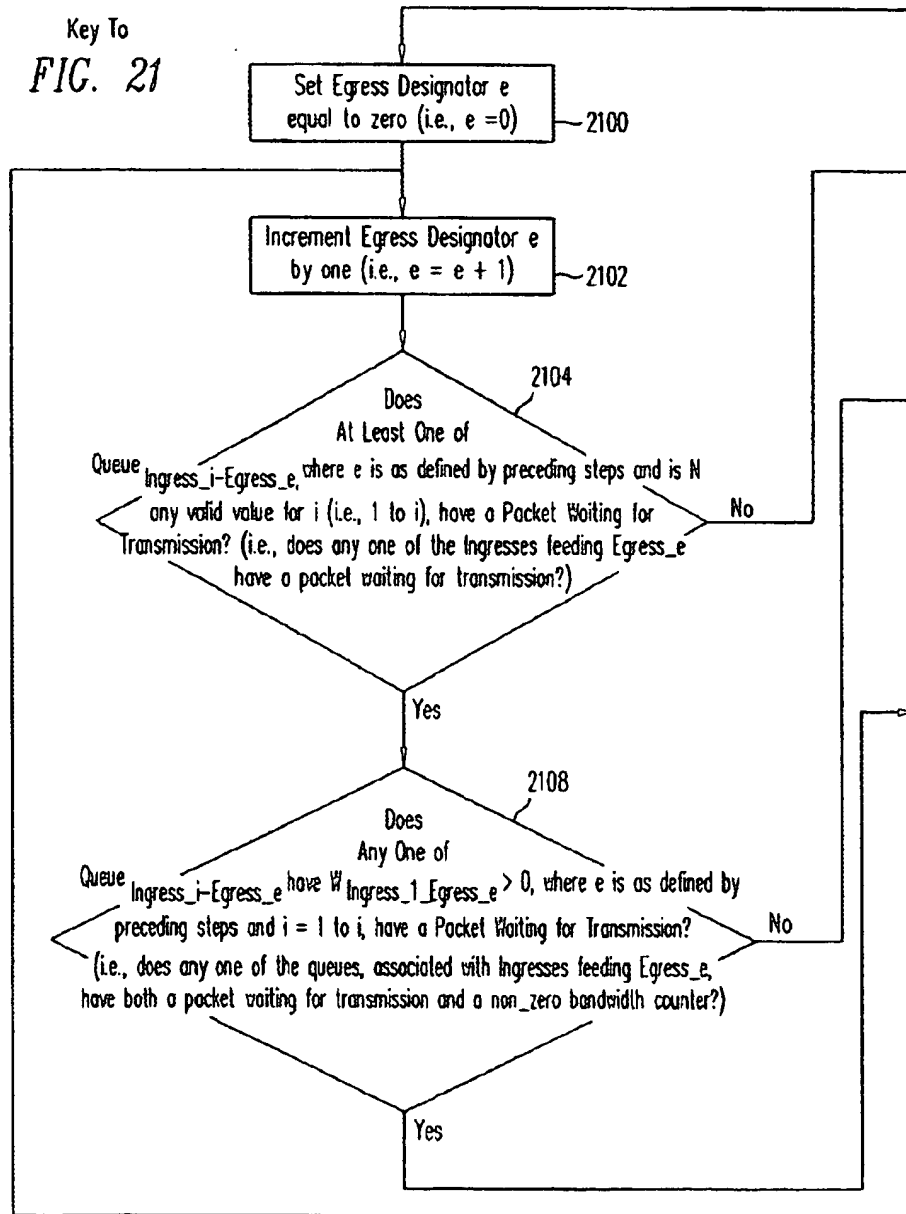 Key To
FIG. 21
Set Egress Designator e
equal to zero (i.e., e =0)
2100
Increment Egress Designator e
by one (i.e., e = e + 1)
2102
2104
Does
At Least One of
Queue Ingress_i-Egress_e, where e is as defined by preceding steps and is N
any valid value for i (i.e., 1 to i), have a Packet Waiting for
Transmission? (i.e., does any one of the Ingresses feeding Egress_e
have a packet waiting for transmission?)
No
Yes
2108
Does
Any One of
Queue Ingress_i-Egress_e have W Ingress_1_Egress_e > 0, where e is as defined by
preceding steps and i = 1 to i, have a Packet Waiting for Transmission?
(i.e., does any one of the queues, associated with Ingresses feeding Egress_e,
have both a packet waiting for transmission and a non_zero bandwidth counter?)
No
Yes